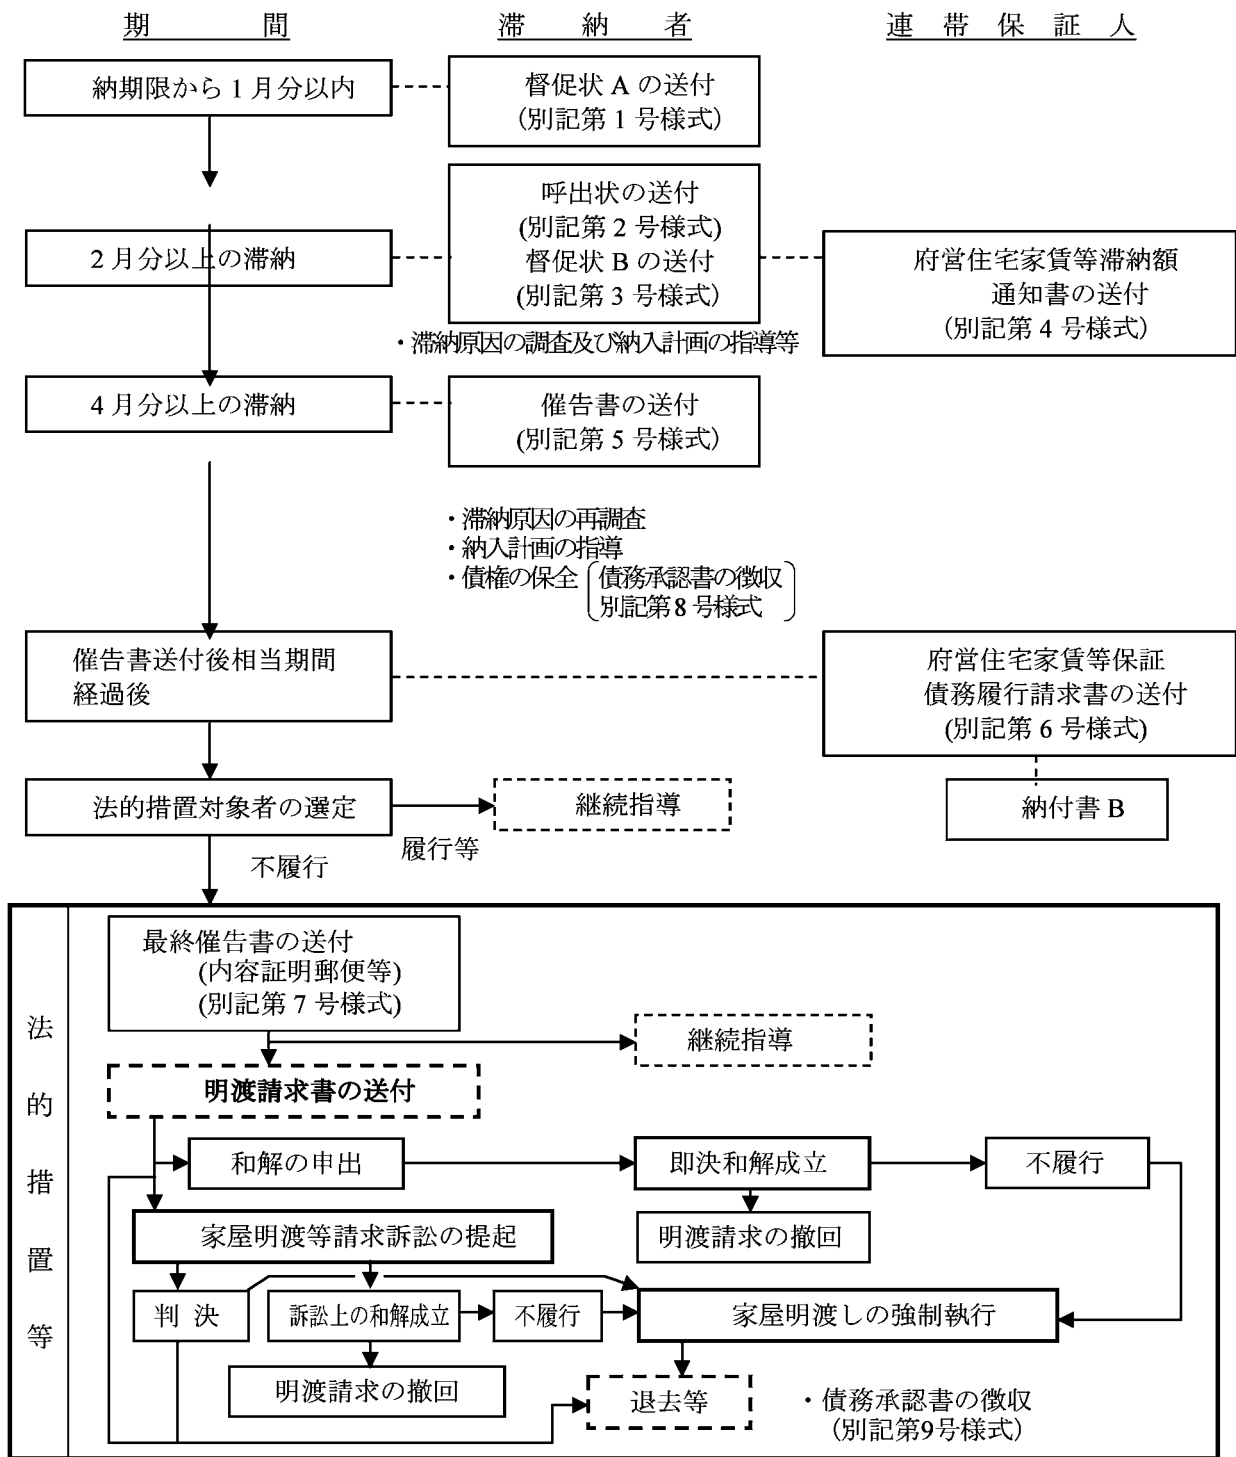 期間 滞納者 連帯保証人
納期限から1月分以内
督促状Aの送付
(別記第1号様式)
呼出状の送付
(別記第2号様式)
2月分以上の滞納
督促状Bの送付
(別記第3号様式)
府営住宅家賃等滞納額
通知書の送付
(別記第4号様式)
・滞納原因の調査及び納入計画の指導等
4月分以上の滞納
催告書の送付
(別記第5号様式)
・滞納原因の再調査
・納入計画の指導
・債権の保全 債務承認書の徴収
別記第8号様式
催告書送付後相当期間
経過後
府営住宅家賃等保証
債務履行請求書の送付
(別記第6号様式)
法的措置対象者の選定
継続指導
納付書B
履行等
不履行
法的措置等
最終催告書の送付
(内容証明郵便等)
(別記第7号様式)
継続指導
明渡請求書の送付
和解の申出
即決和解成立
不履行
明渡請求の撤回
家屋明渡等請求訴訟の提起
判決
訴訟上の和解成立
不履行
家屋明渡しの強制執行
明渡請求の撤回
退去等
・債務承認書の徴収
(別記第9号様式)